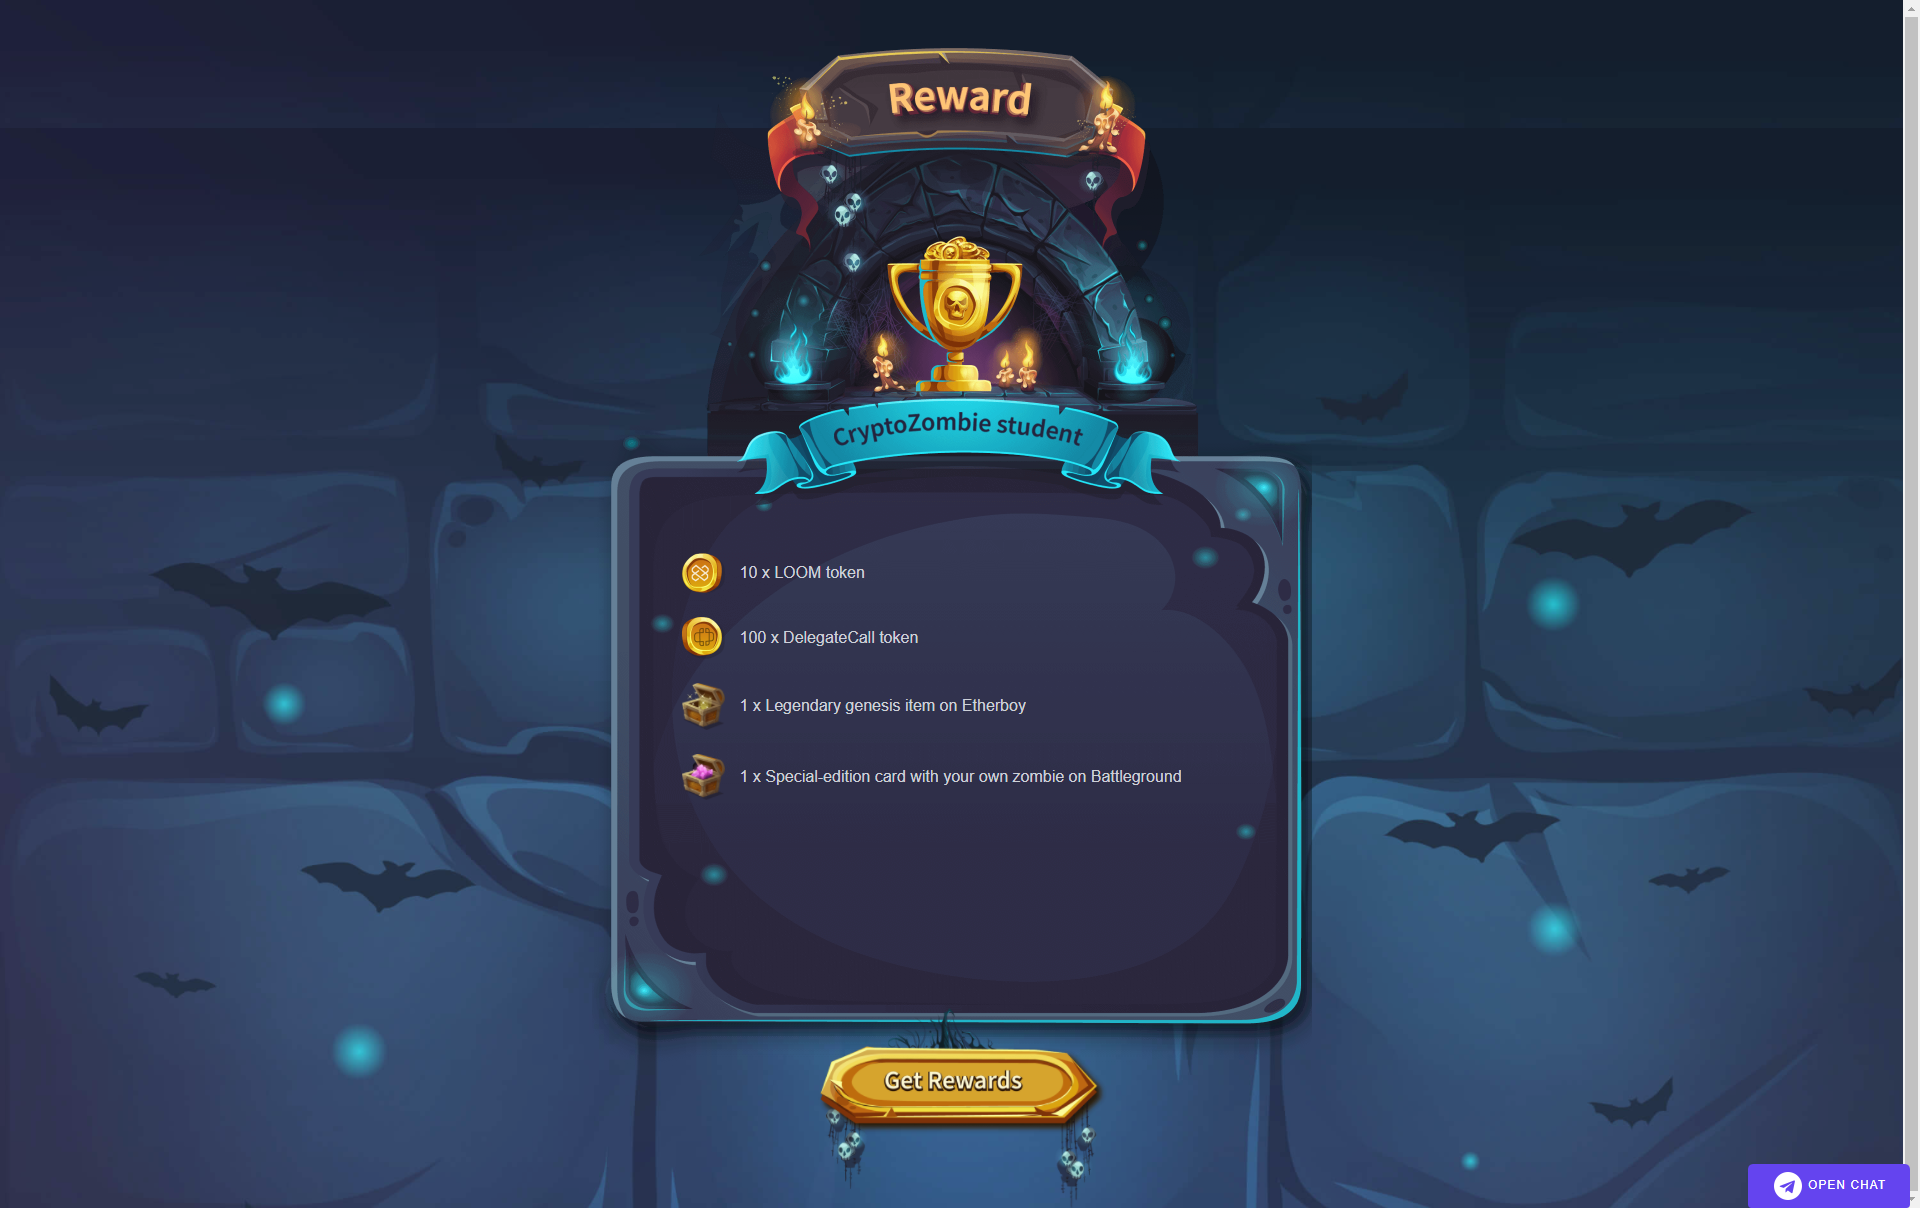 Reward
CryptoZombie student
10 x LOOM token
100 x DelegateCall token
1 x Legendary genesis item on Etherboy
1 x Special-edition card with your own zombie on Battleground
Get Rewards
OPEN CHAT